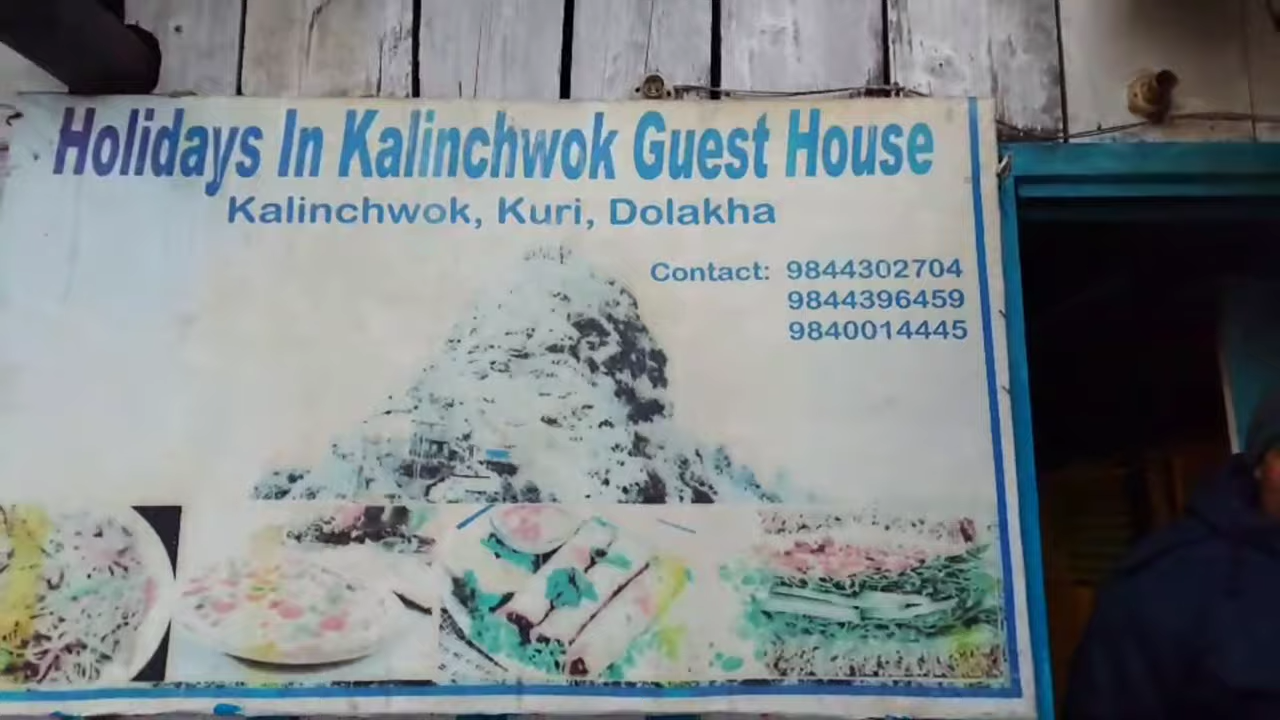 Holidays In Kalinchwok Guest House
Kalinchwok, Kuri, Dolakha
Contact: 9844302704
9844396459
9840014445